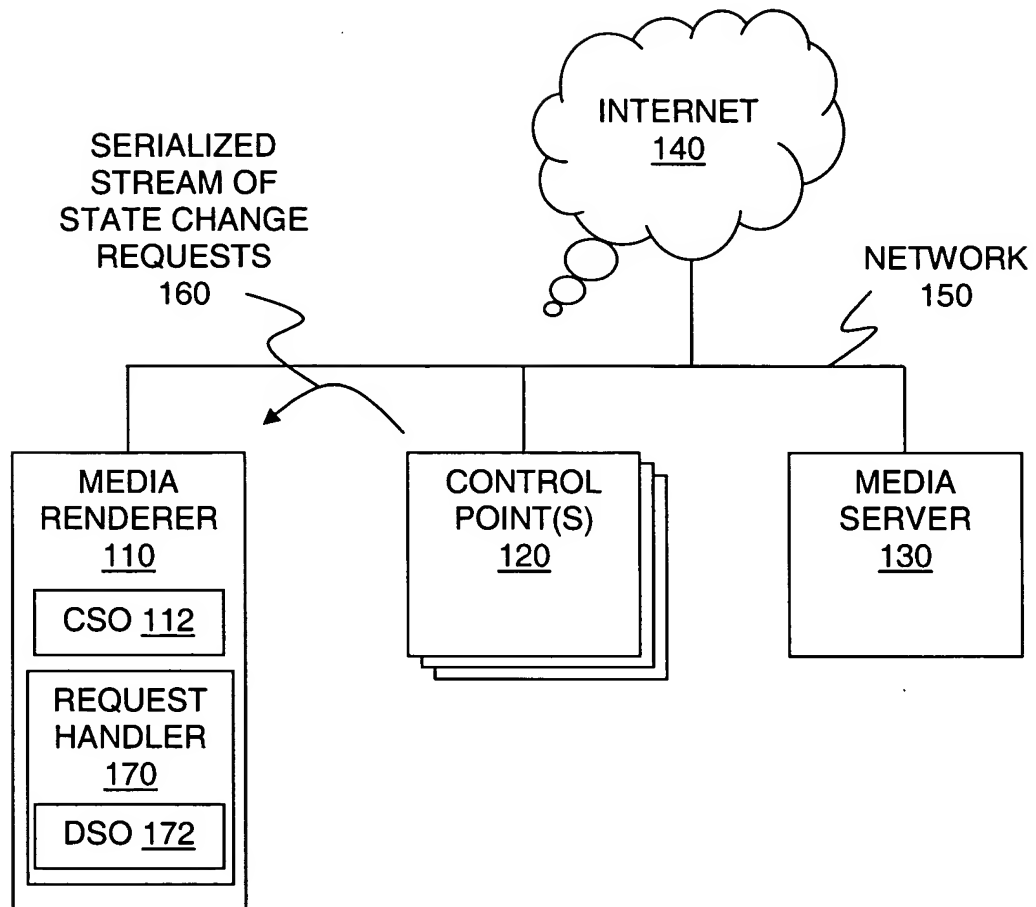 INTERNET
140
SERIALIZED
STREAM OF
STATE CHANGE
REQUESTS
160
NETWORK
150
MEDIA
RENDERER
110
CSO 112
REQUEST
HANDLER
170
DSO 172
CONTROL
POINT(S)
120
MEDIA
SERVER
130